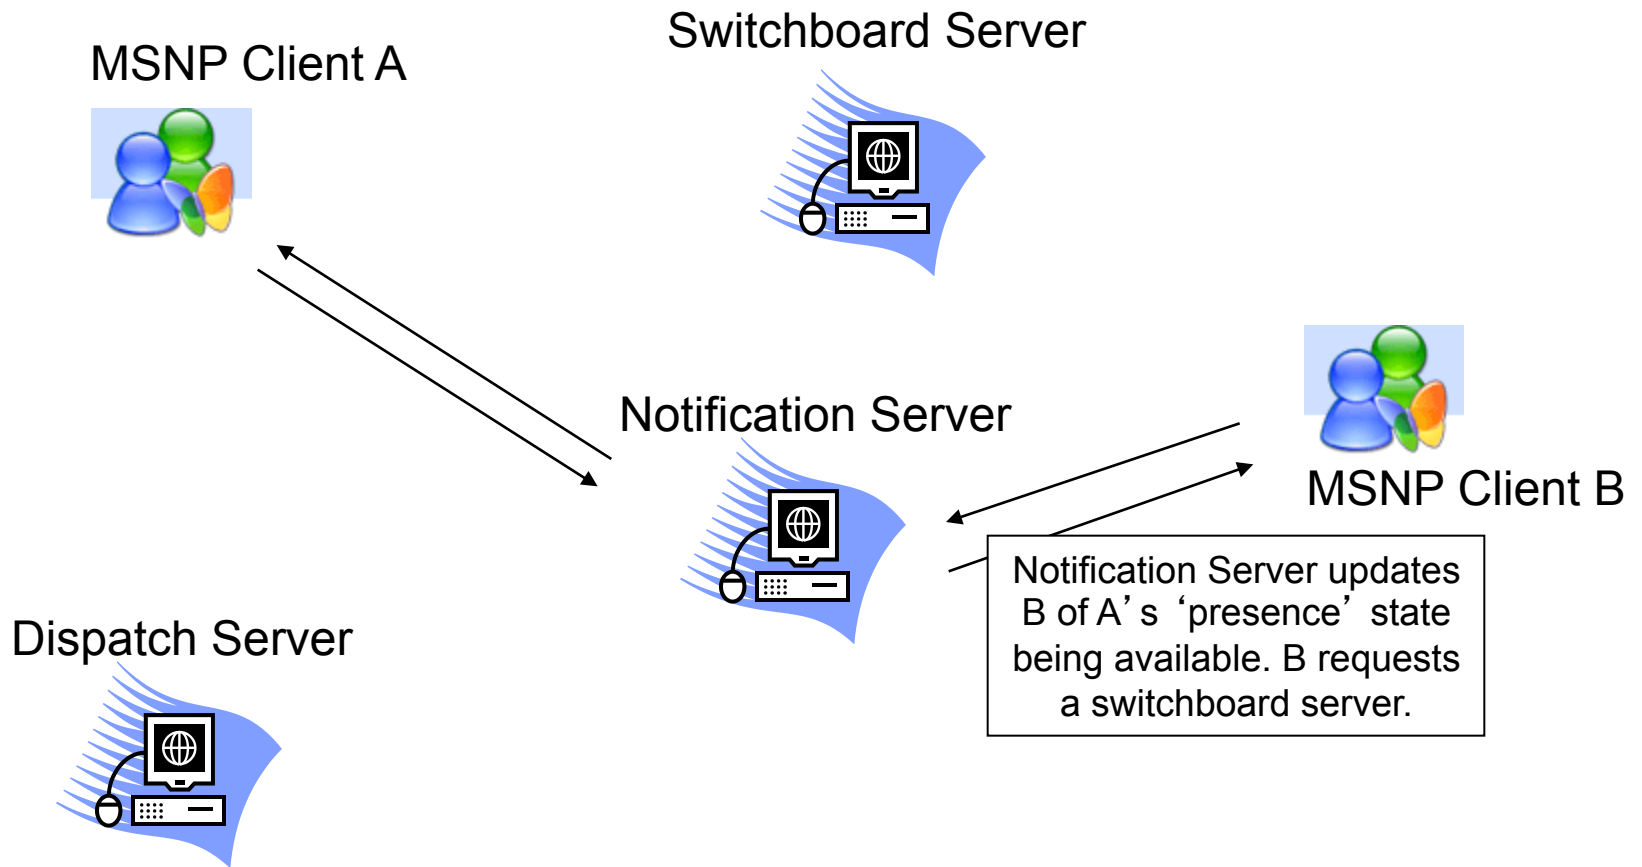 Switchboard Server
MSNP Client A
Notification Server
MSNP Client B
Notification Server updates
B of A’s ‘presence’ state
being available. B requests
a switchboard server.
Dispatch Server